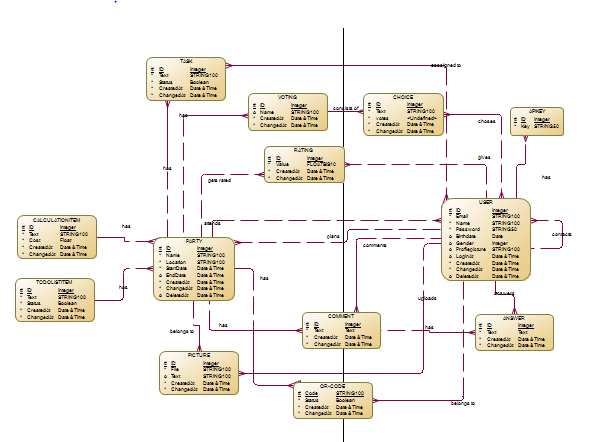 TASK
ID Integer
Text STRING100
Status Boolean
CreatedAt Date & Time
ChangedAt Date & Time
assigned to
VOTING
ID Integer
Name STRING100
CreatedAt Date & Time
ChangedAt Date & Time
consists of
CHOICE
ID Integer
Text STRING100
Votes <Undefined>
CreatedAt Date & Time
ChangedAt Date & Time
APIKEY
ID Integer
Key STRING50
has
choses
RATING
ID Integer
Value FLOAT
CreatedAt Date & Time
ChangedAt Date & Time
gives
has
gets rated
has
USER
ID Integer
Email STRING100
Name STRING100
Password STRING50
Birthdate Date
Gender Integer
STRING100
Date & Time
CreatedAt Date & Time
ChangedAt Date & Time
DeletedAt Date & Time
CALCULATIONITEM
ID Integer
Text STRING100
Cost Float
CreatedAt Date & Time
ChangedAt Date & Time
has
attends
plans
contacts
comments
PARTY
ID Integer
Name STRING100
Location STRING100
StartDate Date & Time
EndDate Date & Time
CreatedAt Date & Time
ChangedAt Date & Time
DeletedAt Date & Time
TODOLISTITEM
ID Integer
Text STRING100
Status Boolean
CreatedAt Date & Time
ChangedAt Date & Time
has
has
uploads
answers
COMMENT
ID Integer
Text Text
CreatedAt Date & Time
ChangedAt Date & Time
ANSWER
ID Integer
Text Text
CreatedAt Date & Time
ChangedAt Date & Time
belongs to
has
has
PICTURE
ID Integer
File STRING100
Text STRING100
CreatedAt Date & Time
ChangedAt Date & Time
QR-CODE
Code STRING100
Status Boolean
CreatedAt Date & Time
ChangedAt Date & Time
belongs to